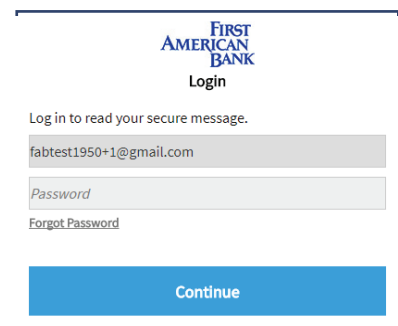 FIRST
AMERICAN
BANK
Login
Log in to read your secure message.
fabtest1950+1@gmail.com
Password
Forgot Password
Continue